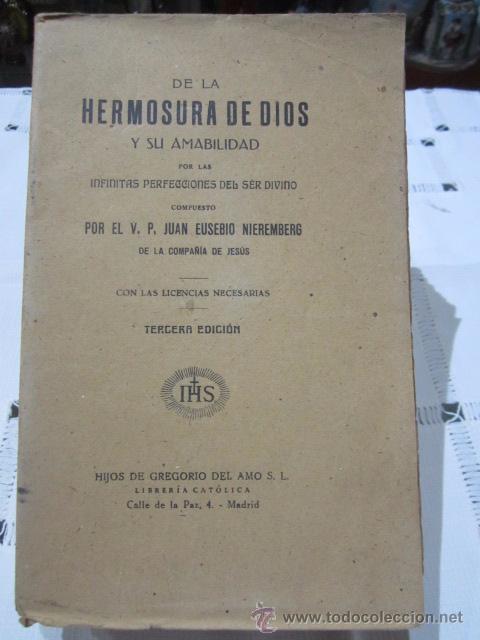 DE LA
HERMOSURA DE DIOS
Y SU AMABILIDAD
POR LAS
INFINITAS PERFECCIONES DEL SÉR DIVINO
COMPUESTO
POR EL V. P. JUAN EUSEBIO NIEREMBERG
DE LA COMPAÑÍA DE JESÚS
CON LAS LICENCIAS NECESARIAS
TERCERA EDICIÓN
IHS
HIJOS DE GREGORIO DEL AMO S. L.
LIBRERÍA CATÓLICA
Calle de la Paz, 4. - Madrid
www.todocoleccion.net